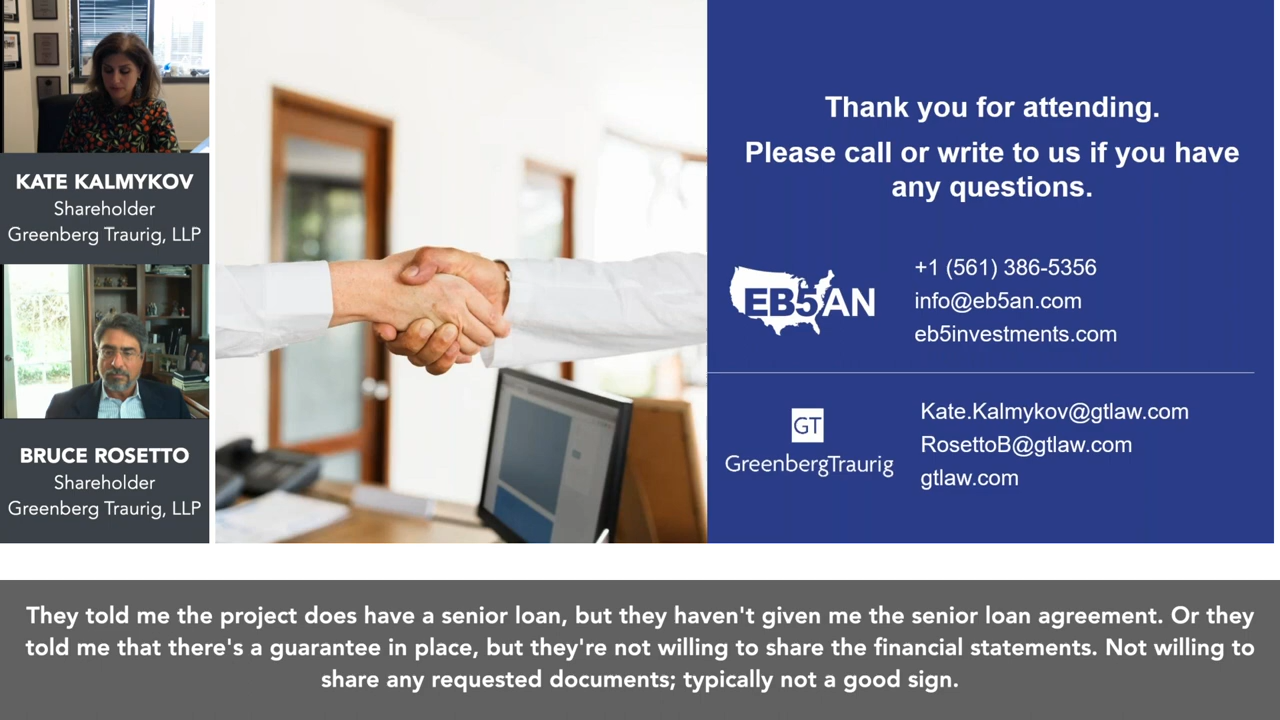 KATE KALMYKOV
Shareholder
Greenberg Traurig, LLP
BRUCE ROSETTO
Shareholder
Greenberg Traurig, LLP
Thank you for attending.
Please call or write to us if you have
any questions.
EB5AN
+1 (561) 386-5356
info@eb5an.com
eb5investments.com
GT
GreenbergTraurig
Kate.Kalmykov@gtlaw.com
RosettoB@gtlaw.com
gtlaw.com
They told me the project does have a senior loan, but they haven't given me the senior loan agreement. Or they
told me that there's a guarantee in place, but they're not willing to share the financial statements. Not willing to
share any requested documents; typically not a good sign.